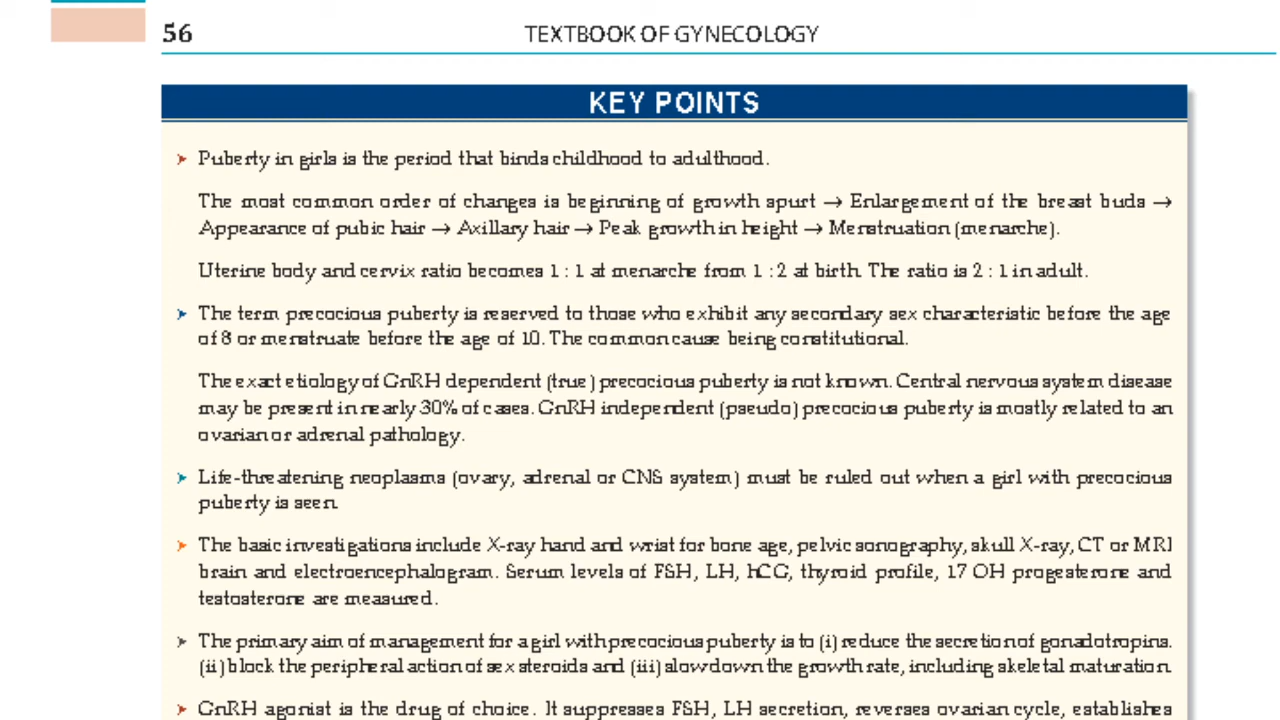 56
TEXTBOOK OF GYNECOLOGY
KEY POINTS
➤ Puberty in girls is the period that binds childhood to adulthood.
The most common order of changes is beginning of growth spurt → Enlargement of the breast buds →
Appearance of pubic hair → Axillary hair → Peak growth in height → Menstruation (menarche).
Uterine body and cervix ratio becomes 1 : 1 at menarche from 1 : 2 at birth. The ratio is 2 : 1 in adult.
➤ The term precocious puberty is reserved to those who exhibit any secondary sex characteristic before the age
of 8 or menstruate before the age of 10. The common cause being constitutional.
The exact etiology of GnRH dependent (true) precocious puberty is not known. Central nervous system disease
may be present in nearly 30% of cases. GnRH independent (pseudo) precocious puberty is mostly related to an
ovarian or adrenal pathology.
➤ Life-threatening neoplasms (ovary, adrenal or CNS system) must be ruled out when a girl with precocious
puberty is seen.
➤ The basic investigations include X-ray hand and wrist for bone age, pelvic sonography, skull X-ray, CT or MRI
brain and electroencephalogram. Serum levels of FSH, LH, hCG, thyroid profile, 17 OH progesterone and
testosterone are measured.
➤ The primary aim of management for a girl with precocious puberty is to (i) reduce the secretion of gonadotropins.
(ii) block the peripheral action of sex steroids and (iii) slow down the growth rate, including skeletal maturation.
➤ GnRH agonist is the drug of choice. It suppresses FSH, LH secretion, reverses ovarian cycle, establishes